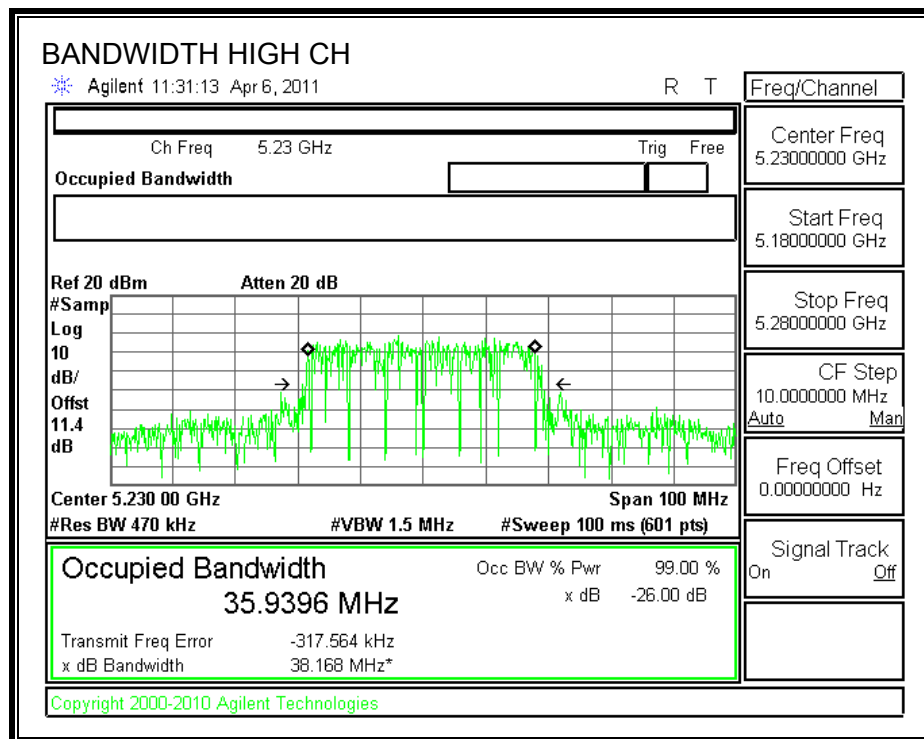 BANDWIDTH HIGH CH
Agilent 11:31:13 Apr 6, 2011 R T
Ch Freq 5.23 GHz Trig Free
Occupied Bandwidth
Ref 20 dBm Atten 20 dB
#Samp
Log
10
dB/
Offst
11.4
dB
Center 5.230 00 GHz Span 100 MHz
#Res BW 470 kHz #VBW 1.5 MHz #Sweep 100 ms (601 pts)
Occupied Bandwidth Occ BW % Pwr 99.00 %
35.9396 MHz x dB -26.00 dB
Transmit Freq Error -317.564 kHz
x dB Bandwidth 38.168 MHz*
Copyright 2000-2010 Agilent Technologies
Freq/Channel
Center Freq
5.23000000 GHz
Start Freq
5.18000000 GHz
Stop Freq
5.28000000 GHz
CF Step
10.0000000 MHz
Auto Man
Freq Offset
0.00000000 Hz
Signal Track
On Off